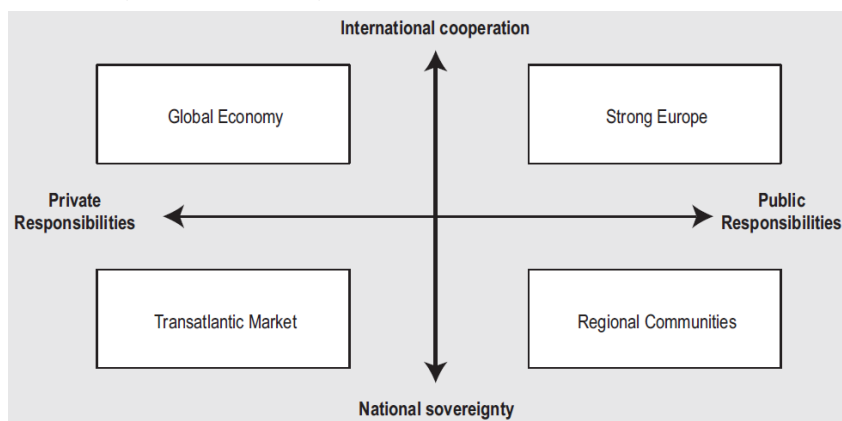 International cooperation
Global Economy
Strong Europe
Private
Responsibilities
Public
Responsibilities
Transatlantic Market
Regional Communities
National sovereignty